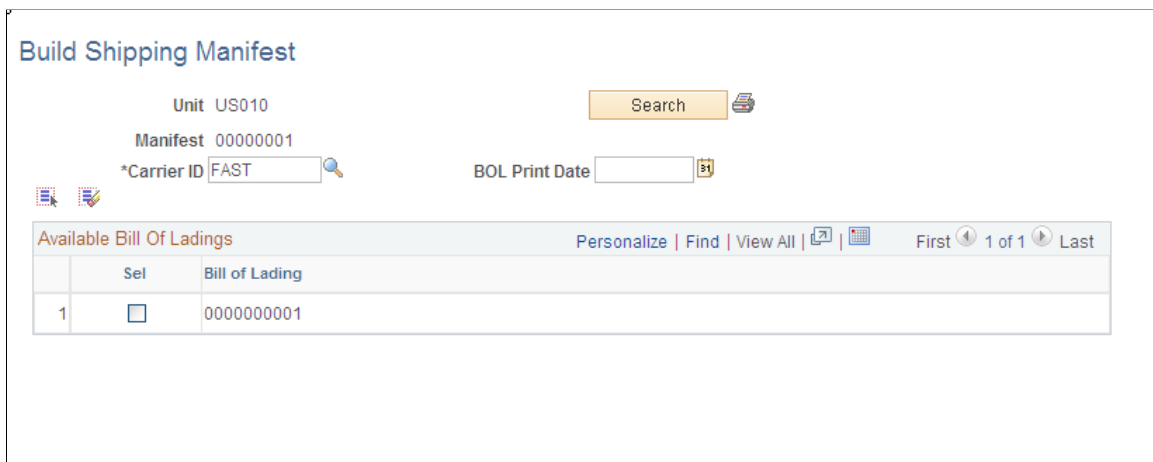 Build Shipping Manifest
Unit US010 Search
Manifest 00000001
*Carrier ID FAST BOL Print Date 31
Available Bill Of Ladings Personalize | Find | View All | | First 1 of 1 Last
Sel Bill of Lading
1 0000000001